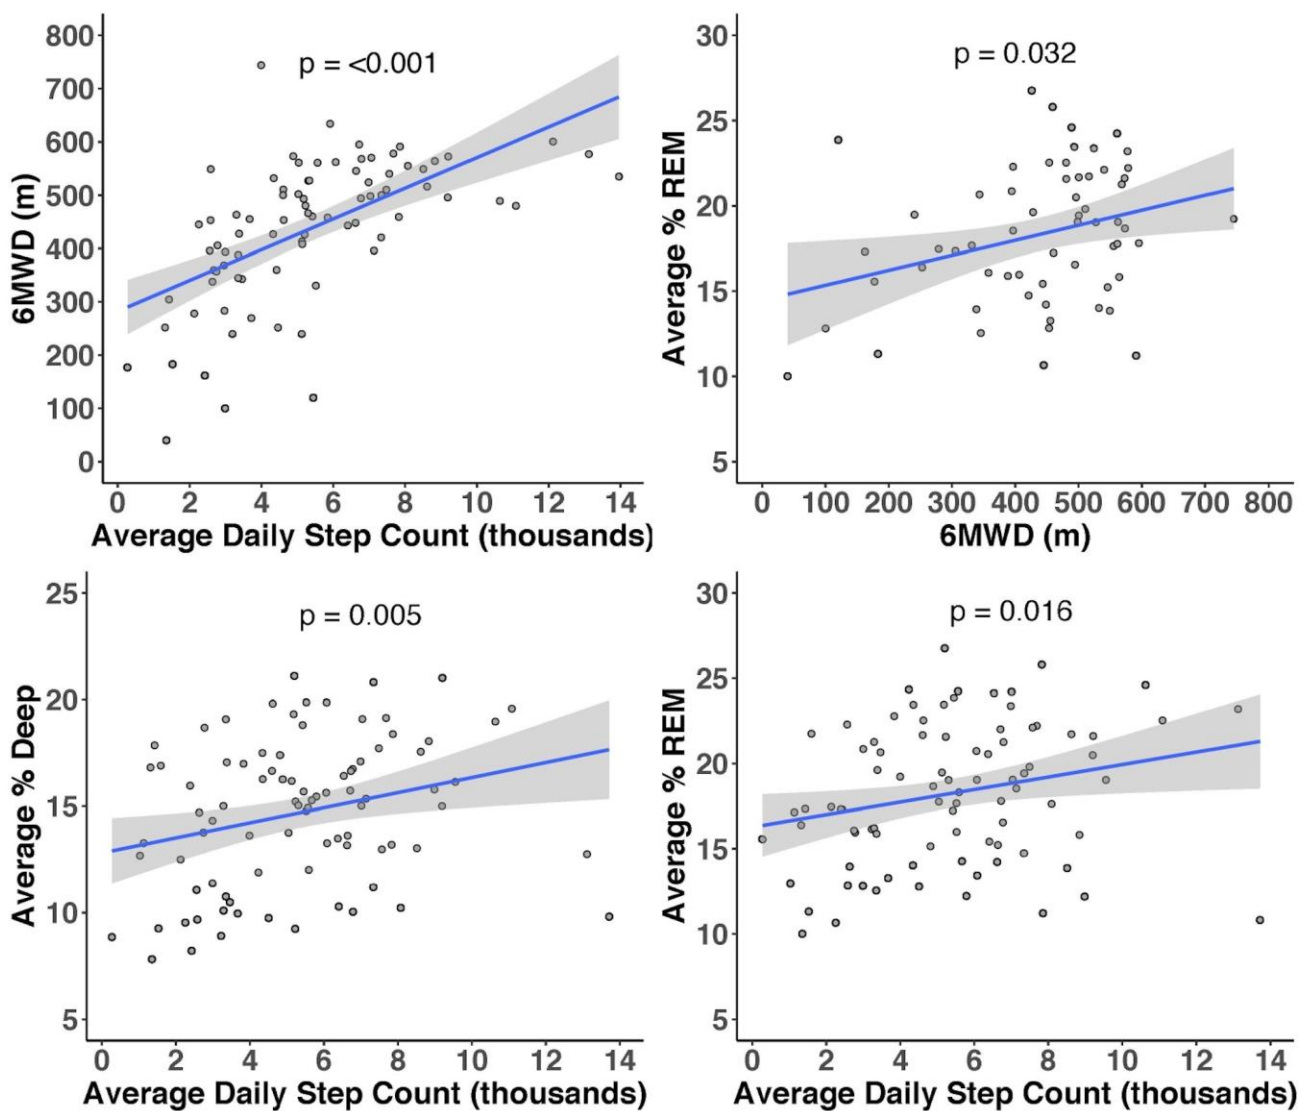 p = <0.001
6MWD (m)
800
700
600
500
400
300
200
100
0
0 2 4 6 8 10 12 14
Average Daily Step Count (thousands)
p = 0.032
Average % REM
30
25
20
15
10
5
0 100 200 300 400 500 600 700 800
6MWD (m)
p = 0.005
Average % Deep
25
20
15
10
5
0 2 4 6 8 10 12 14
Average Daily Step Count (thousands)
p = 0.016
Average % REM
30
25
20
15
10
5
0 2 4 6 8 10 12 14
Average Daily Step Count (thousands)